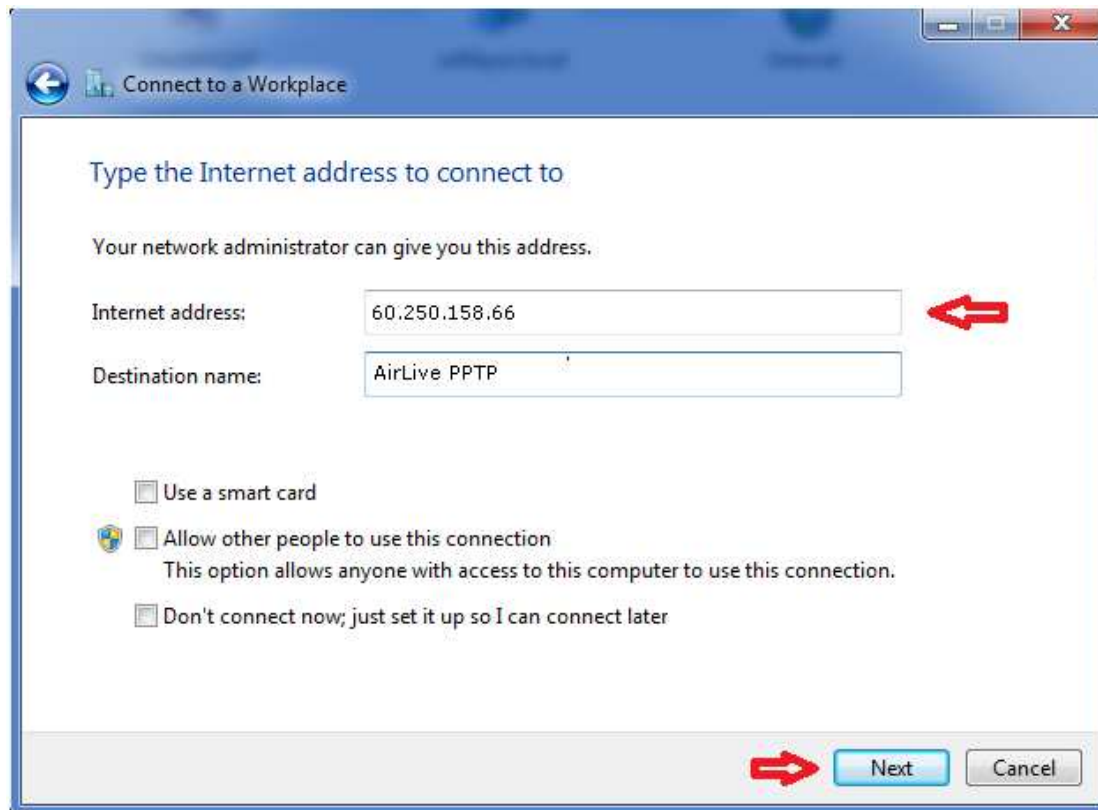 Connect to a Workplace
Type the Internet address to connect to
Your network administrator can give you this address.
Internet address: 60.250.158.66
Destination name: AirLive PPTP
Use a smart card
Allow other people to use this connection
This option allows anyone with access to this computer to use this connection.
Don't connect now; just set it up so I can connect later
Next Cancel